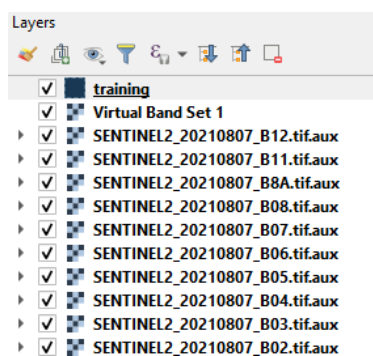 Layers
training
Virtual Band Set 1
SENTINEL2_20210807_B12.tif.aux
SENTINEL2_20210807_B11.tif.aux
SENTINEL2_20210807_B8A.tif.aux
SENTINEL2_20210807_B08.tif.aux
SENTINEL2_20210807_B07.tif.aux
SENTINEL2_20210807_B06.tif.aux
SENTINEL2_20210807_B05.tif.aux
SENTINEL2_20210807_B04.tif.aux
SENTINEL2_20210807_B03.tif.aux
SENTINEL2_20210807_B02.tif.aux